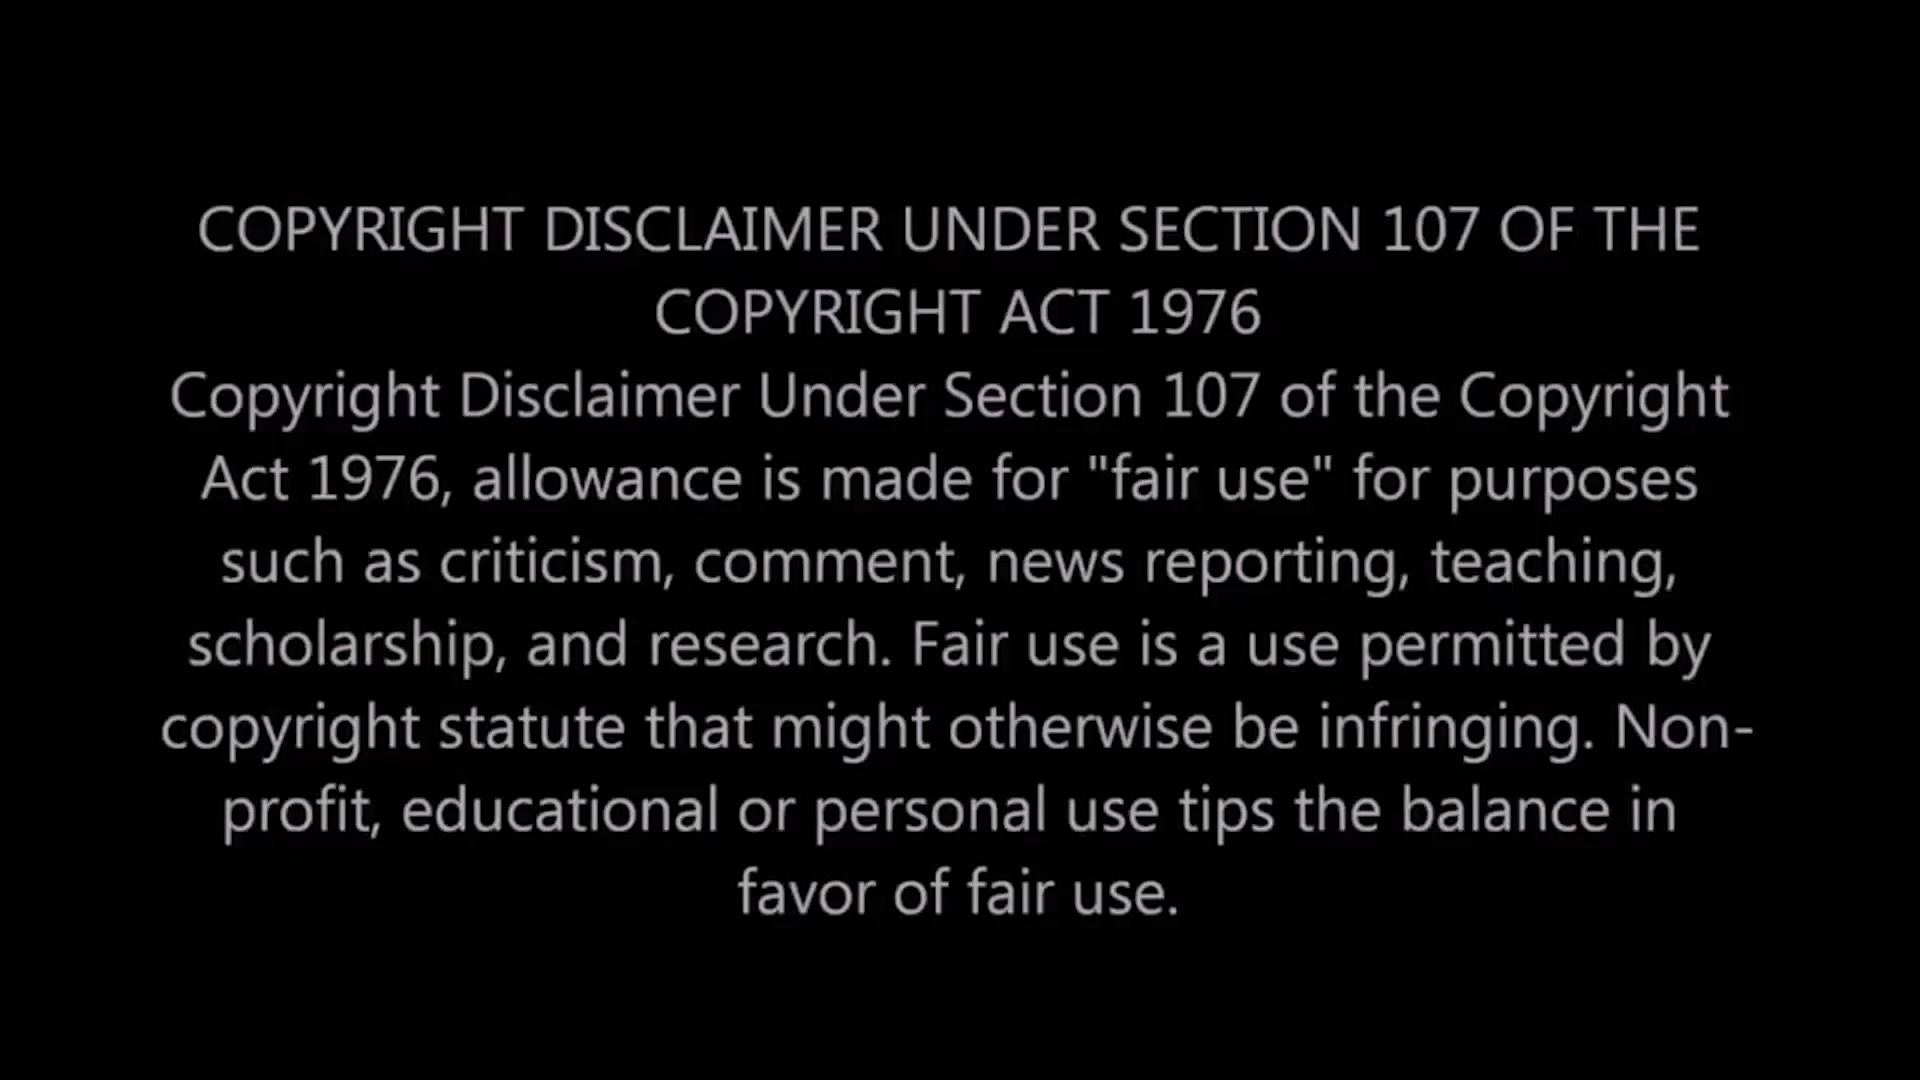 COPYRIGHT DISCLAIMER UNDER SECTION 107 OF THE
COPYRIGHT ACT 1976
Copyright Disclaimer Under Section 107 of the Copyright
Act 1976, allowance is made for "fair use" for purposes
such as criticism, comment, news reporting, teaching,
scholarship, and research. Fair use is a use permitted by
copyright statute that might otherwise be infringing. Non-
profit, educational or personal use tips the balance in
favor of fair use.